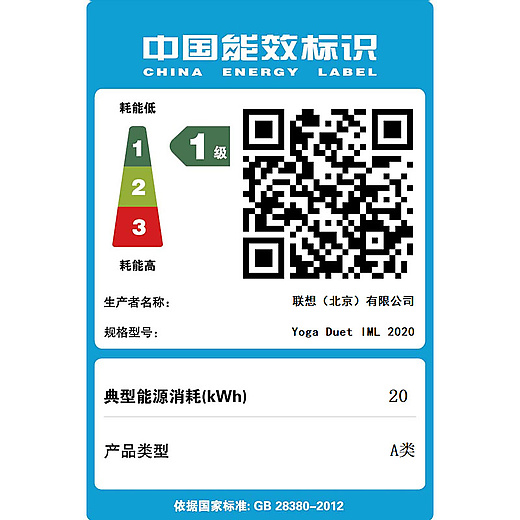 中国能效标识
CHINA ENERGY LABEL
耗能低
1
2
3
耗能高
1级
生产者名称： 联想（北京）有限公司
规格型号： Yoga Duet IML 2020
典型能源消耗(kWh) 20
产品类型 A类
依据国家标准: GB 28380-2012